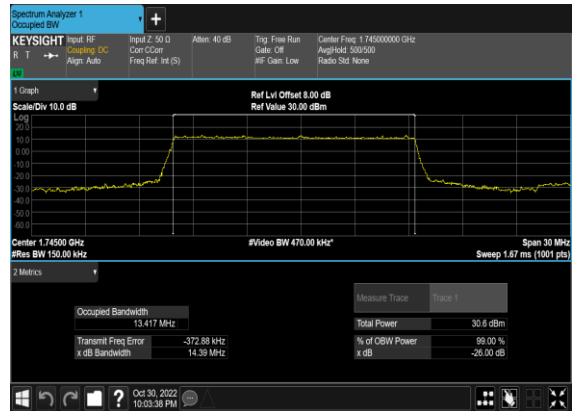 Spectrum Analyzer 1
Occupied BW
+
KEYSIGHT Input: RF Input Z: 50 Ω Atten: 40 dB Trig: Free Run Center Freq: 1.745000000 GHz
R T Coupling: DC Corr CCorr Gate: Off Avg|Hold: 500/500
Align: Auto Freq Ref: Int (S) #IF Gain: Low Radio Std: None
1 Graph
Ref Lvl Offset 8.00 dB
Scale/Div 10.0 dB Ref Value 30.00 dBm
Log
20.0
10.0
0.00
-10.0
-20.0
-30.0
-40.0
-50.0
-60.0
Center 1.74500 GHz #Video BW 470.00 kHz* Span 30 MHz
#Res BW 150.00 kHz Sweep 1.67 ms (1001 pts)
2 Metrics
Measure Trace Trace 1
Occupied Bandwidth
13.417 MHz Total Power 30.6 dBm
Transmit Freq Error -372.88 kHz % of OBW Power 99.00 %
x dB Bandwidth 14.39 MHz x dB -26.00 dB
? Oct 30, 2022
10:03:38 PM